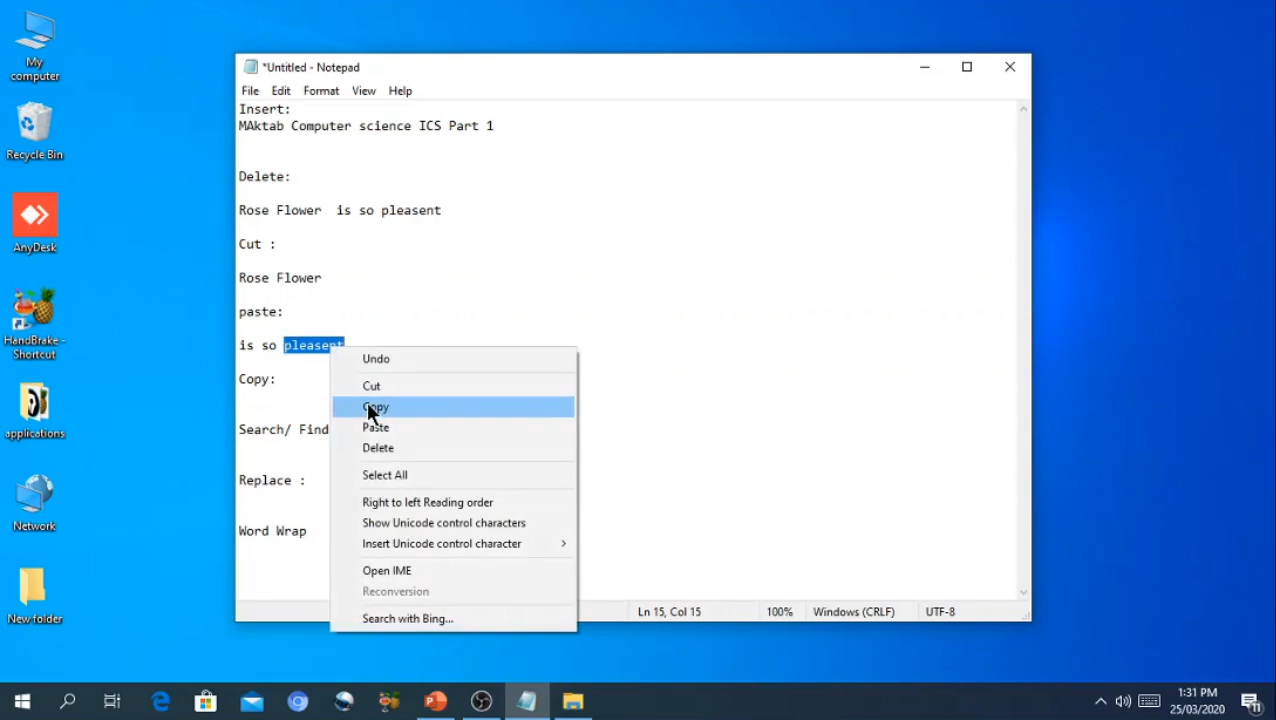 My
computer
Recycle Bin
AnyDesk
HandBrake -
Shortcut
applications
Network
New folder
*Untitled - Notepad
File Edit Format View Help
Insert:
MAktab Computer science ICS Part 1
Delete:
Rose Flower  is so pleasent
Cut :
Rose Flower
paste:
is so pleasent
Copy:
Search/ Find
Replace :
Word Wrap
Undo
Cut
Copy
Paste
Delete
Select All
Right to left Reading order
Show Unicode control characters
Insert Unicode control character
Open IME
Reconversion
Search with Bing...
Ln 15, Col 15 100% Windows (CRLF) UTF-8
1:31 PM
25/03/2020
11